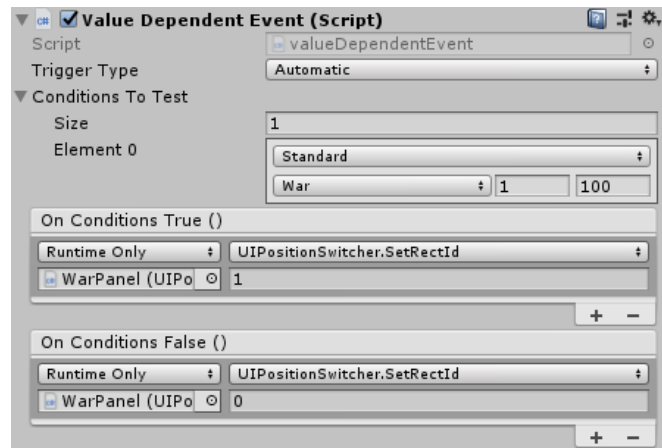 Value Dependent Event (Script)
Script valueDependentEvent
Trigger Type Automatic
Conditions To Test
Size 1
Element 0 Standard
War 1 100
On Conditions True ()
Runtime Only UIPositionSwitcher.SetRectId
WarPanel (UIPo 1
+ −
On Conditions False ()
Runtime Only UIPositionSwitcher.SetRectId
WarPanel (UIPo 0
+ −